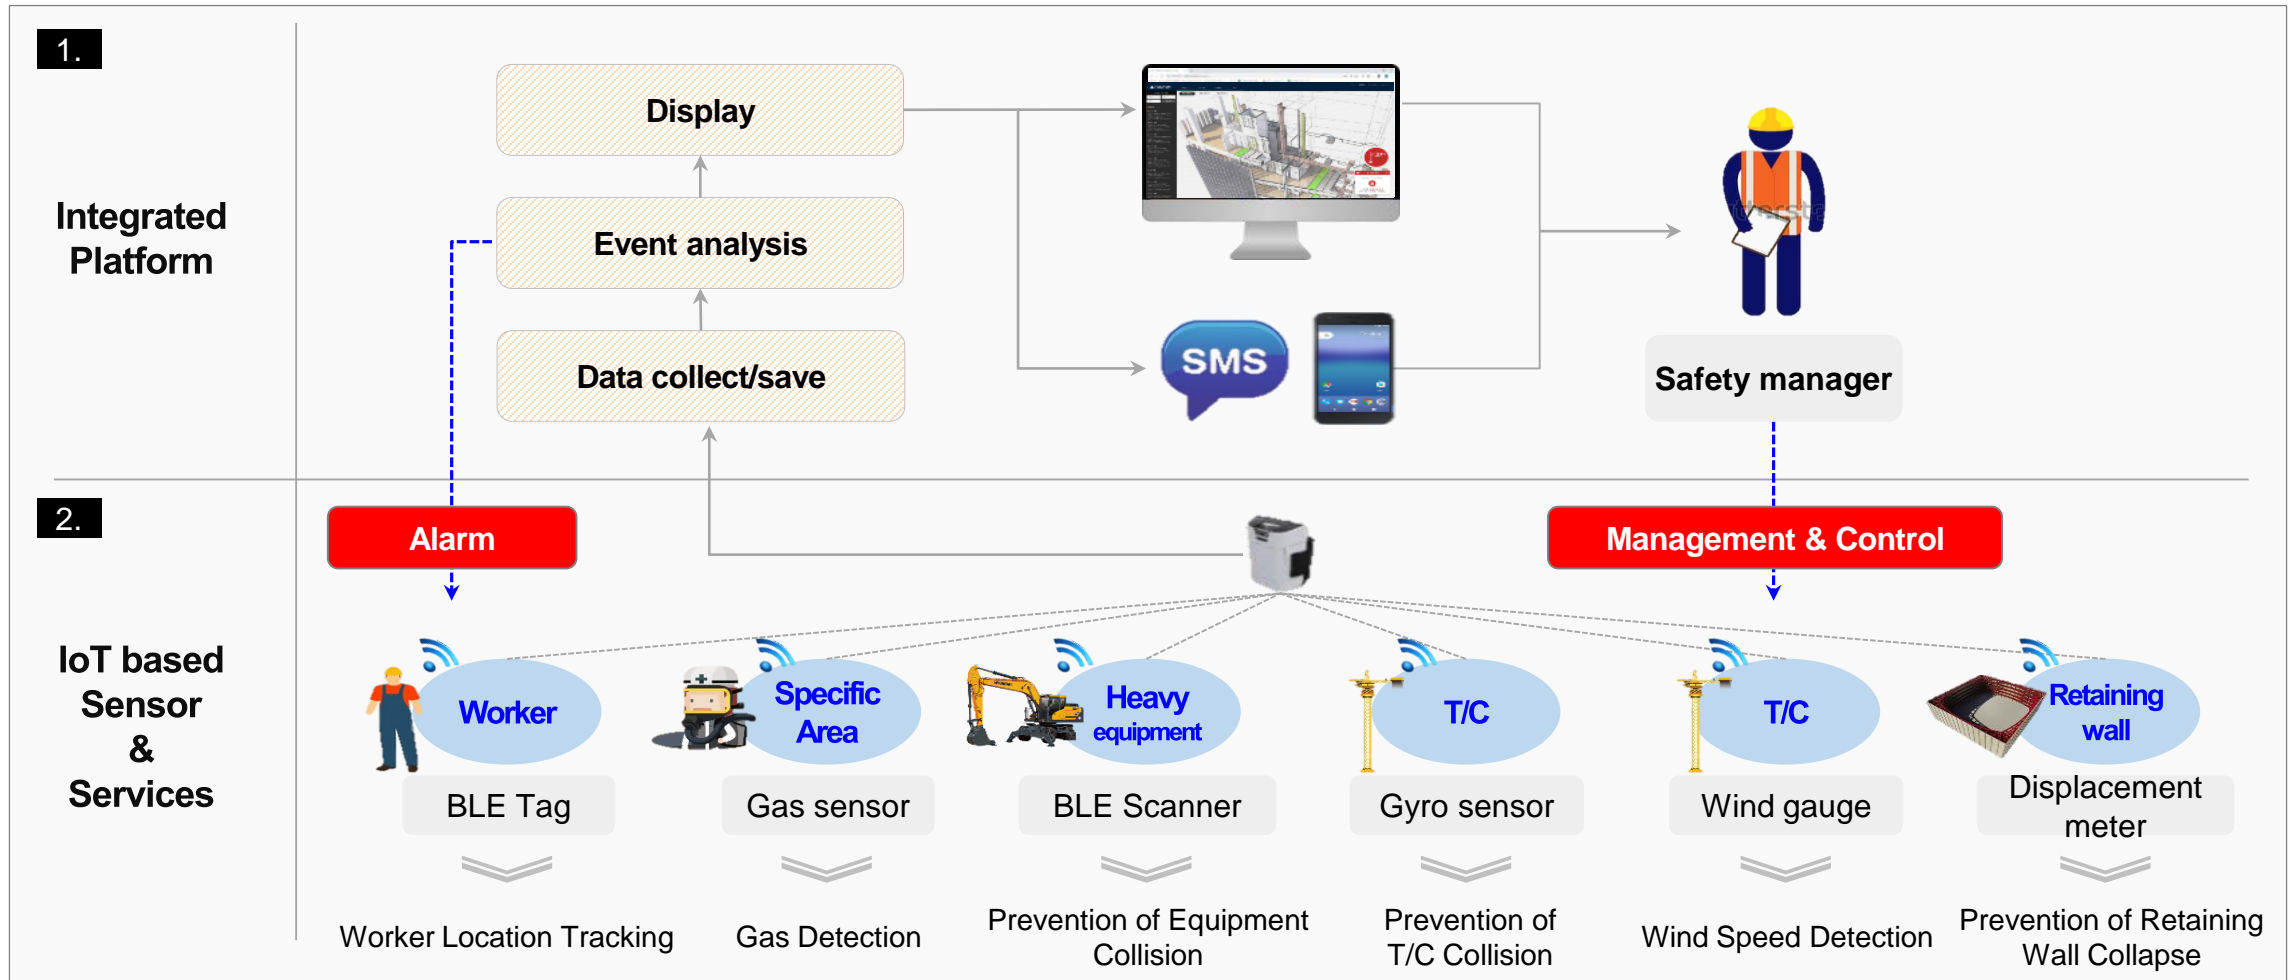 1.
Integrated
Platform
Display
Event analysis
Data collect/save
SMS
Safety manager
2.
IoT based
Sensor
&
Services
Alarm
Management & Control
Worker
Specific
Area
Heavy
equipment
T/C
T/C
Retaining
wall
BLE Tag
Gas sensor
BLE Scanner
Gyro sensor
Wind gauge
Displacement
meter
Worker Location Tracking
Gas Detection
Prevention of Equipment
Collision
Prevention of
T/C Collision
Wind Speed Detection
Prevention of Retaining
Wall Collapse